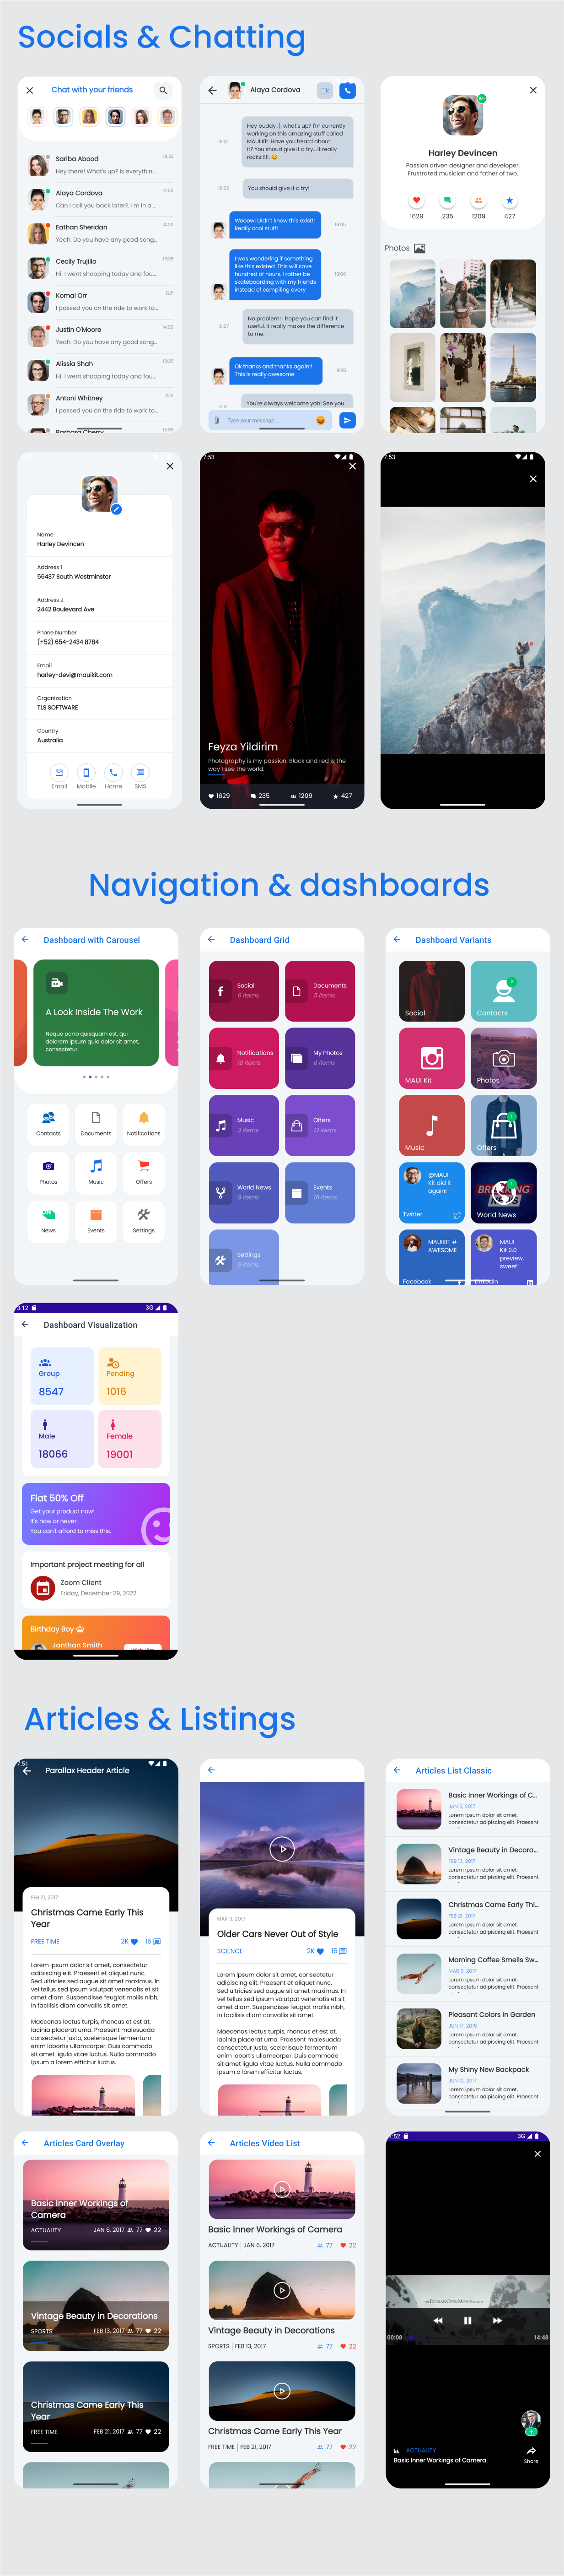 Socials & Chatting
Chat with your friends
Sariba Abood
18:32
Hey there! What's up? Is everythin...
Alaya Cordova
14:05
Can I call you back later?, I'm in a ...
Eathan Sheridan
14:00
Yeah. Do you have any good song...
Cecily Trujillo
13:35
Hi! I went shopping today and fou...
Komal Orr
I passed you on the ride to work to...
Justin O'Moore
14:00
Yeah. Do you have any good song...
Alissia Shah
13:35
Hi! I went shopping today and fou...
Antoni Whitney
I passed you on the ride to work to...
Barbara Cherry
Alaya Cordova
Hey buddy :), what's up? I'm currently
working on this amazing stuff called
MAUI Kit. Have you heard about
it? You shoud give it a try...it really
rocks!!!!!.
18:01
You should give it a try!
18:03
Wooow! Didn't know this exist!!
Really cool stuff!
18:05
I was wondering if something
like this existed. This will save
hundred of hours. I rather be
skateboarding with my friends
instead of compiling every
18:06
No problem! I hope you can find it
useful. It really makes the difference
to me.
18:07
Ok thanks and thanks again!!
This is really awesome
You're always welcome yoh! See you
Type your message...
Harley Devincen
Passion driven designer and developer.
Frustrated musician and father of two.
1629 235 1209 427
Photos
Name
Harley Devincen
Address 1
56437 South Westminster
Address 2
2442 Boulevard Ave
Phone Number
(+52) 654-2434 8784
Email
harley-devi@mauikit.com
Organization
TLS SOFTWARE
Country
Australia
Email Mobile Home SMS
7:53
Feyza Yildirim
Photography is my passion. Black and red is the
way I see the world.
1629 235 1209 427
7:53
Navigation & dashboards
Dashboard with Carousel
A Look Inside The Work
Neque porro quisquam est, qui
dolorem ipsum quia dolor sit amet,
consectetur.
Contacts Documents Notifications
Photos Music Offers
News Events Settings
Dashboard Grid
Social
6 items
Documents
5 items
Notifications
10 items
My Photos
6 items
Music
3 items
Offers
13 items
World News
8 items
Events
16 items
Settings
6 items
Dashboard Variants
Social
Contacts
MAUI Kit
Photos
Music
Offers
@MAUI
Kit did it
again!
Twitter
World News
MAUIKIT #
AWESOME
Facebook
MAUI
Kit 2.0
preview,
sweet!
3:12
3G
Dashboard Visualization
Group
8547
Pending
1016
Male
18066
Female
19001
Flat 50% Off
Get your product now!
It's now or never.
You can't afford to miss this.
Important project meeting for all
Zoom Client
Friday, December 29, 2022
Birthday Boy
Janthan Smith
Articles & Listings
7:51
Parallax Header Article
FEB 21, 2017
Christmas Came Early This
Year
FREE TIME
2K 15
Lorem ipsum dolor sit amet, consectetur
adipiscing elit. Praesent et aliquet nunc.
Sed ultricies sed augue sit amet maximus. In
vel tellus sed ipsum volutpat venenatis et sit
amet diam. Suspendisse feugiat mollis nibh,
in facilisis diam convallis sit amet.
Maecenas lectus turpis, rhoncus et est at,
lacinia placerat urna. Praesent malesuada
consectetur justo, scelerisque fermentum
enim lobortis ullamcorper. Duis commodo
sit amet ligula vitae luctus. Nulla commodo
ipsum a lorem efficitur luctus.
MAR 9, 2017
Older Cars Never Out of Style
SCIENCE
2K 15
Lorem ipsum dolor sit amet, consectetur
adipiscing elit. Praesent et aliquet nunc.
Sed ultricies sed augue sit amet maximus. In
vel tellus sed ipsum volutpat venenatis et sit
amet diam. Suspendisse feugiat mollis nibh,
in facilisis diam convallis sit amet.
Maecenas lectus turpis, rhoncus et est at,
lacinia placerat urna. Praesent malesuada
consectetur justo, scelerisque fermentum
enim lobortis ullamcorper. Duis commodo
sit amet ligula vitae luctus. Nulla commodo
ipsum a lorem efficitur luctus.
Articles List Classic
Basic Inner Workings of C...
JAN 6, 2017
Lorem ipsum dolor sit amet,
consectetur adipiscing elit. Praesent
Vintage Beauty in Decora...
FEB 13, 2017
Lorem ipsum dolor sit amet,
consectetur adipiscing elit. Praesent
Christmas Came Early Thi...
FEB 21, 2017
Lorem ipsum dolor sit amet,
consectetur adipiscing elit. Praesent
Morning Coffee Smells Sw...
MAR 9, 2017
Lorem ipsum dolor sit amet,
consectetur adipiscing elit. Praesent
Pleasant Colors in Garden
JUN 17, 2016
Lorem ipsum dolor sit amet,
consectetur adipiscing elit. Praesent
My Shiny New Backpack
JUN 12, 2017
Lorem ipsum dolor sit amet,
consectetur adipiscing elit. Praesent
Articles Card Overlay
Basic Inner Workings of
Camera
ACTUALITY
JAN 6, 2017 77 22
Vintage Beauty in Decorations
SPORTS
FEB 13, 2017 77 22
Christmas Came Early This
Year
FREE TIME
FEB 21, 2017 77 22
Articles Video List
Basic Inner Workings of Camera
ACTUALITY | JAN 6, 2017
77 22
Vintage Beauty in Decorations
SPORTS | FEB 13, 2017
77 22
Christmas Came Early This Year
FREE TIME | FEB 21, 2017
77 22
3G
00:08
14:48
ACTUALITY
Basic Inner Workings of Camera
Share